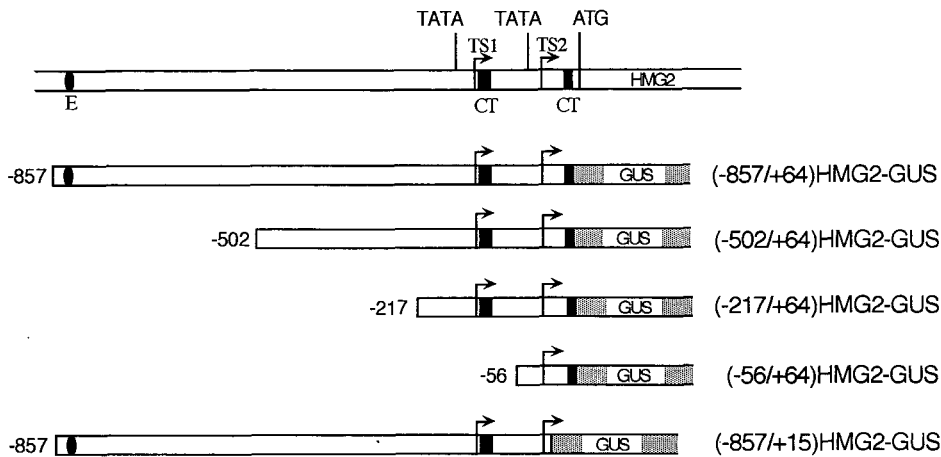 TATA TATA ATG
TS1 TS2
HMG2
E CT CT
-857 GUS (-857/+64)HMG2-GUS
-502 GUS (-502/+64)HMG2-GUS
-217 GUS (-217/+64)HMG2-GUS
-56 GUS (-56/+64)HMG2-GUS
-857 GUS (-857/+15)HMG2-GUS